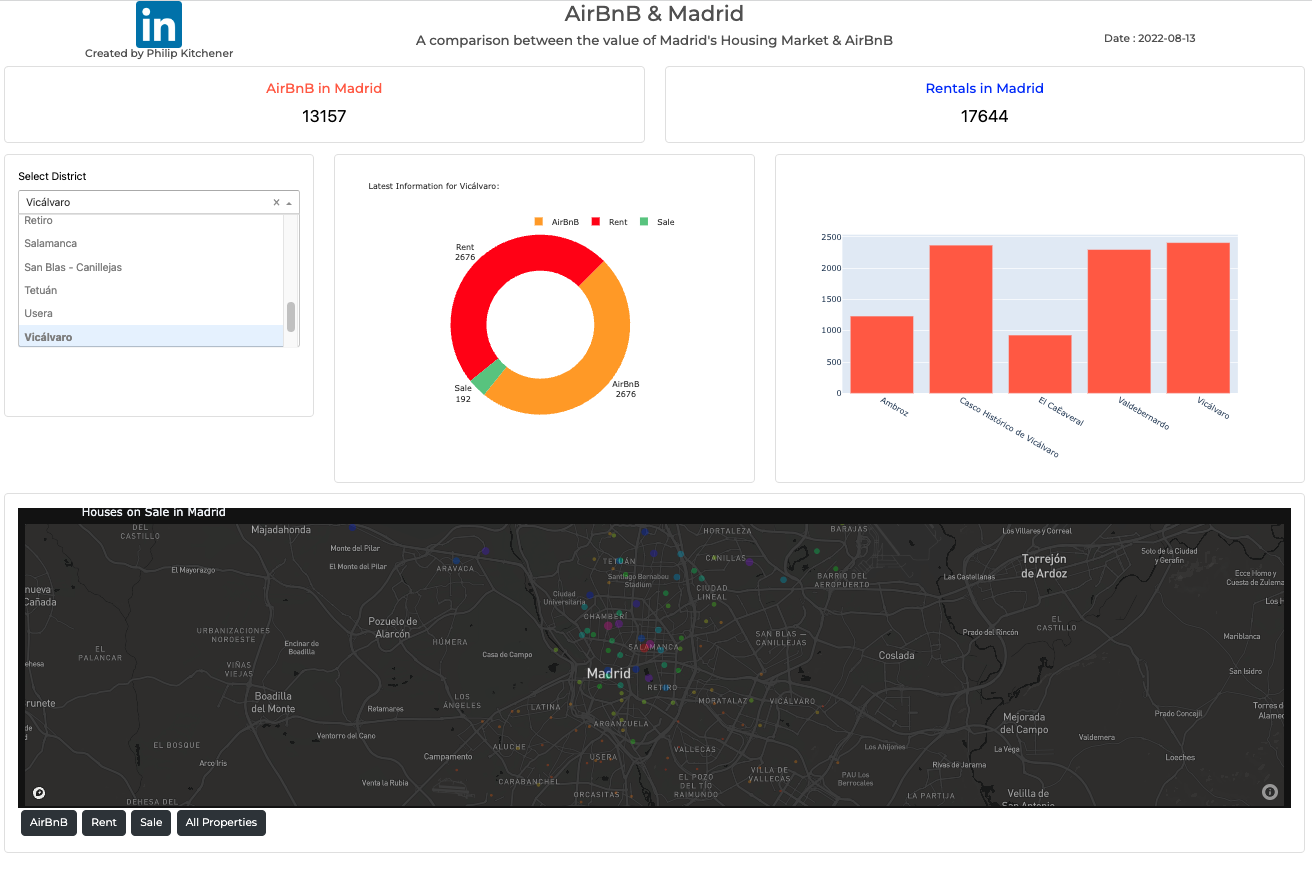 in
Created by Philip Kitchener
AirBnB & Madrid
A comparison between the value of Madrid's Housing Market & AirBnB
Date : 2022-08-13
AirBnB in Madrid
13157
Rentals in Madrid
17644
Select District
Vicálvaro
Retiro
Salamanca
San Blas - Canillejas
Tetuán
Usera
Vicálvaro
Latest Information for Vicálvaro:
AirBnB
Rent
Sale
Rent
2676
Sale
192
AirBnB
2676
2500
2000
1500
1000
500
0
Ambroz
Casco Histórico de Vicálvaro
El CaÉaveral
Valdebernardo
Vicálvaro
Houses on Sale in Madrid
DEL
CASTILLO
Majadahonda
Monte del Pilar
El Mayorazgo
El Monte del Pilar
ARAVACA
TETUÁN
Santiago Bernabeu
Stadium
HORTALEZA
CANILLAS
BARAJAS
BARRIO DEL
AEROPUERTO
Los Villares y Correal
Torrejón
de Ardoz
Las Castellanas
Soto de la Ciudad
y Gerafin
Ecce Homo y
Cuesta de Zulema
Los H
nueva
Cañada
Ciudad
Universitaria
CIUDAD
LINEAL
CHAMBERÍ
URBANIZACIONES
NOROESTE
Pozuelo de
Alarcón
HÚMERA
Encinar de
Boadilla
EL
PALANCAR
ehesa
VIÑAS
VIEJAS
Casa de Campo
SALAMANCA
SAN BLAS —
CANILLEJAS
Coslada
Prado del Rincón
EL
CASTILLO
Mariblanca
San Isidro
Madrid
RETIRO
MORATALAZ
VICÁLVARO
runete
Boadilla
del Monte
Retamares
LOS
ÁNGELES
LATINA
ARGANZUELA
Mejorada
del Campo
Prado Concejil
Torres d
Alamed
de
Ventorro del Cano
EL BOSQUE
Arco Iris
Campamento
ALUCHE
USERA
VALLECAS
Los Ahijones
La Vega
Valdemera
Loeches
Rivas de Jarama
Venta la Rubia
CARABANCHEL
ORCASITAS
EL POZO
DEL TÍO
RAIMUNDO
VILLA DE
VALLECAS
PAU Los
Berrocales
LA PARTIJA
Velilla de
San Antonio
DEHESA DEL
AirBnB
Rent
Sale
All Properties